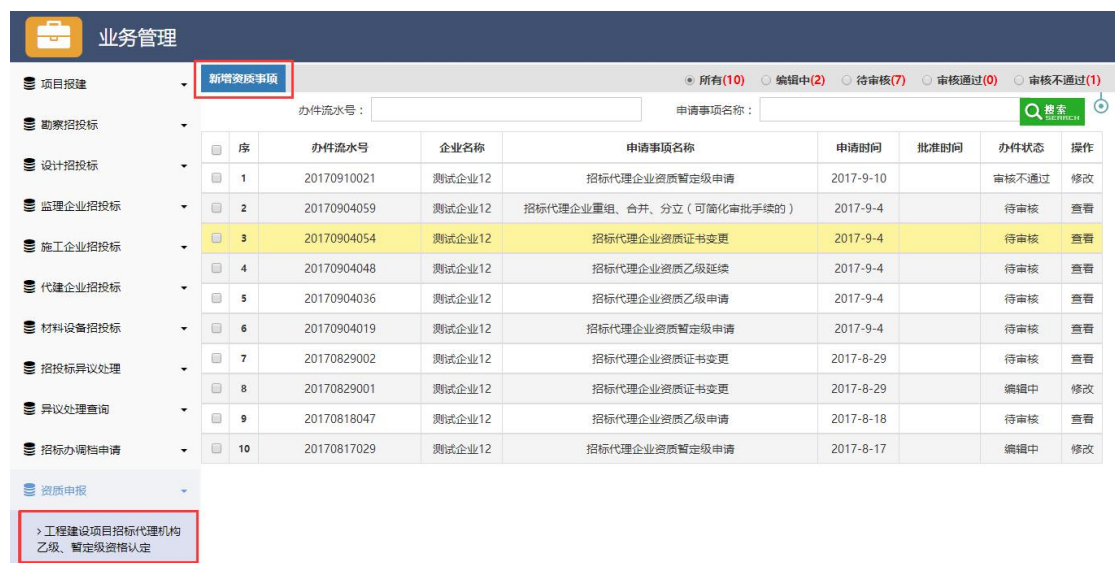 业务管理
项目报建
勘察招投标
设计招投标
监理企业招投标
施工企业招投标
代建企业招投标
材料设备招投标
招投标异议处理
异议处理查询
招标办调档申请
资质申报
>工程建设项目招标代理机构
乙级、暂定级资格认定
新增资质事项 所有(10) 编辑中(2) 待审核(7) 审核通过(0) 审核不通过(1)
办件流水号： 申请事项名称： 搜索 SEARCH
序 办件流水号 企业名称 申请事项名称 申请时间 批准时间 办件状态 操作
1 20170910021 测试企业12 招标代理企业资质暂定级申请 2017-9-10 审核不通过 修改
2 20170904059 测试企业12 招标代理企业重组、合并、分立（可简化审批手续的） 2017-9-4 待审核 查看
3 20170904054 测试企业12 招标代理企业资质证书变更 2017-9-4 待审核 查看
4 20170904048 测试企业12 招标代理企业资质乙级延续 2017-9-4 待审核 查看
5 20170904036 测试企业12 招标代理企业资质乙级申请 2017-9-4 待审核 查看
6 20170904019 测试企业12 招标代理企业资质暂定级申请 2017-9-4 待审核 查看
7 20170829002 测试企业12 招标代理企业资质证书变更 2017-8-29 待审核 查看
8 20170829001 测试企业12 招标代理企业资质证书变更 2017-8-29 编辑中 修改
9 20170818047 测试企业12 招标代理企业资质乙级申请 2017-8-18 待审核 查看
10 20170817029 测试企业12 招标代理企业资质暂定级申请 2017-8-17 编辑中 修改